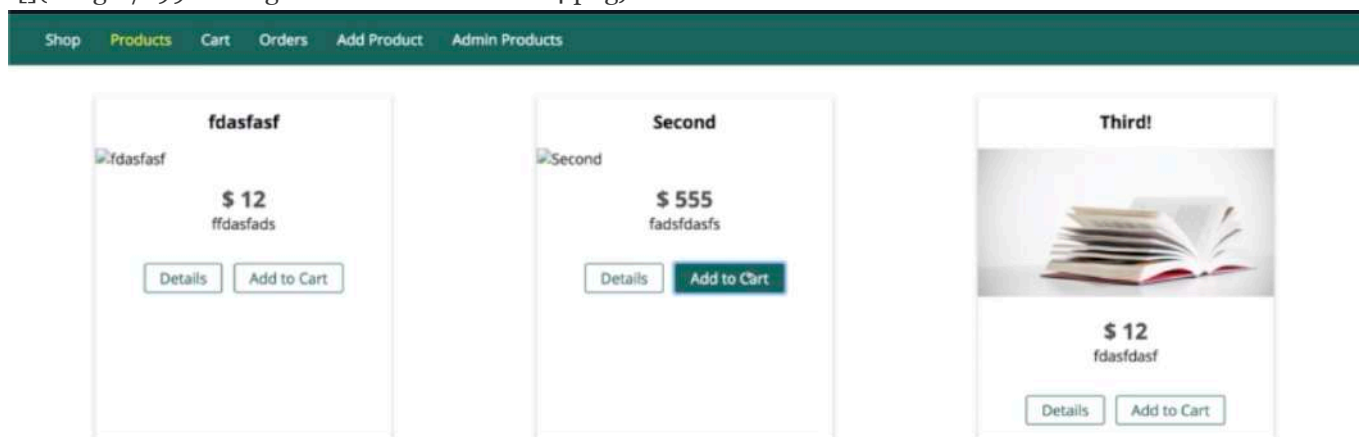 Shop Products Cart Orders Add Product Admin Products
fdasfasf
fdasfasf
$ 12
ffdasfads
Details Add to Cart
Second
Second
$ 555
fadsfdasfs
Details Add to Cart
Third!
$ 12
fdasfdasf
Details Add to Cart